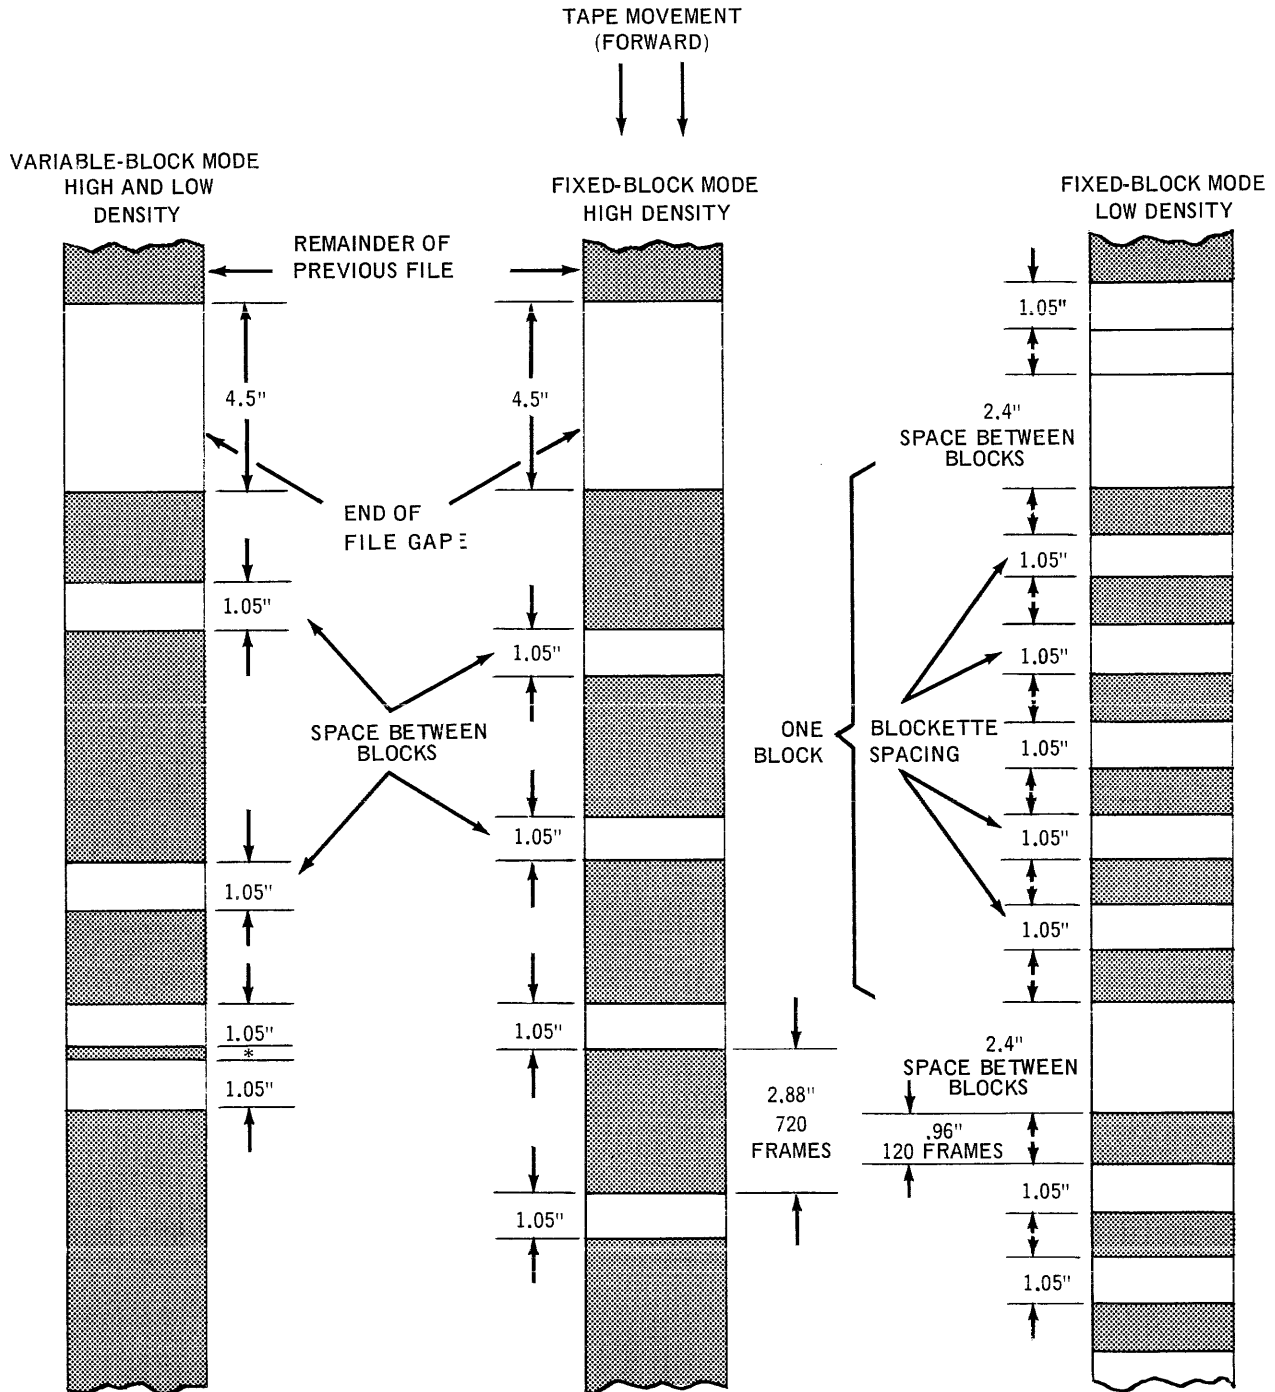 TAPE MOVEMENT
(FORWARD)
VARIABLE-BLOCK MODE
HIGH AND LOW
DENSITY
FIXED-BLOCK MODE
HIGH DENSITY
FIXED-BLOCK MODE
LOW DENSITY
REMAINDER OF
PREVIOUS FILE
1.05"
4.5"
4.5"
2.4"
SPACE BETWEEN
BLOCKS
END OF
FILE GAPE
1.05"
1.05"
1.05"
1.05"
SPACE BETWEEN
BLOCKS
ONE
BLOCK
BLOCKETTE
SPACING
1.05"
1.05"
1.05"
1.05"
1.05"
1.05"
1.05"
1.05"
*
1.05"
2.4"
SPACE BETWEEN
BLOCKS
2.88"
720
FRAMES
.96"
120 FRAMES
1.05"
1.05"
1.05"